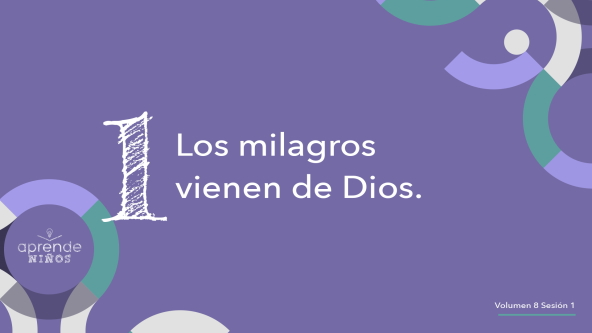 1
Los milagros
vienen de Dios.
aprende
NIÑOS
Volumen 8 Sesión 1